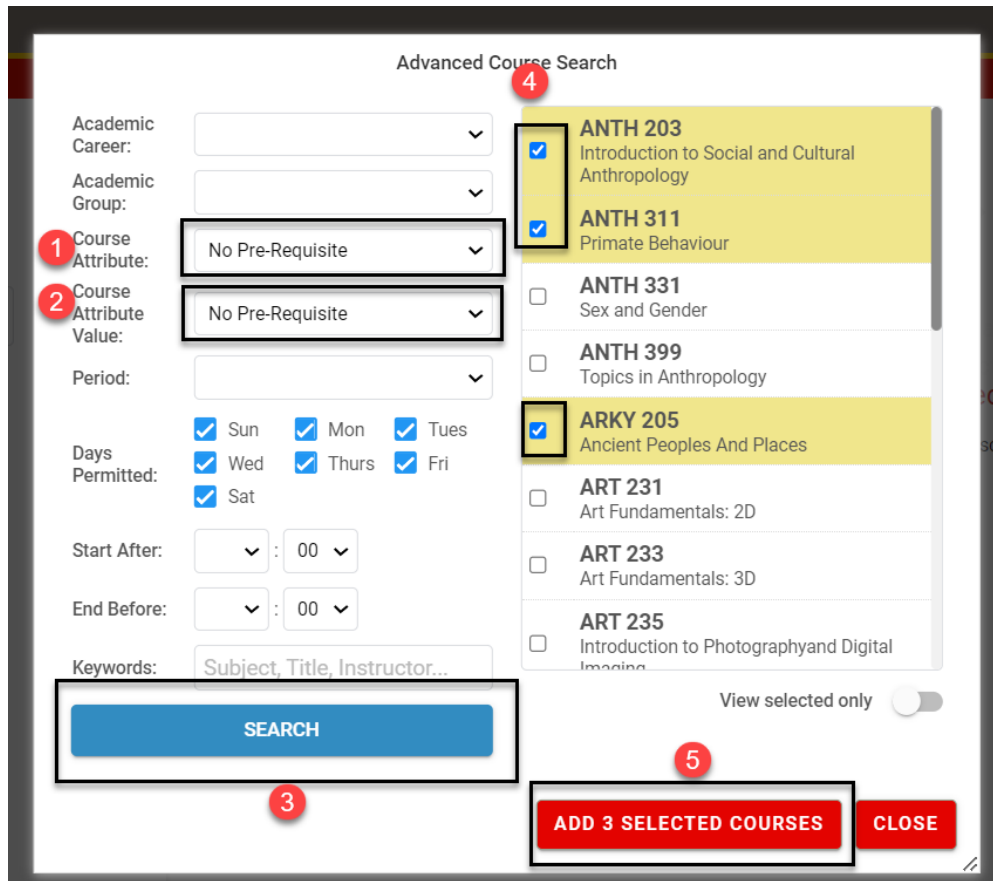 Advanced Course Search
4
Academic
Career:
Academic
Group:
1
Course
Attribute:
No Pre-Requisite
2
Course
Attribute
Value:
No Pre-Requisite
Period:
Days
Permitted:
Sun Mon Tues
Wed Thurs Fri
Sat
Start After:
: 00
End Before:
: 00
Keywords:
Subject, Title, Instructor...
SEARCH
3
ANTH 203
Introduction to Social and Cultural
Anthropology
ANTH 311
Primate Behaviour
ANTH 331
Sex and Gender
ANTH 399
Topics in Anthropology
ARKY 205
Ancient Peoples And Places
ART 231
Art Fundamentals: 2D
ART 233
Art Fundamentals: 3D
ART 235
Introduction to Photographyand Digital
Imaging
View selected only
5
ADD 3 SELECTED COURSES
CLOSE